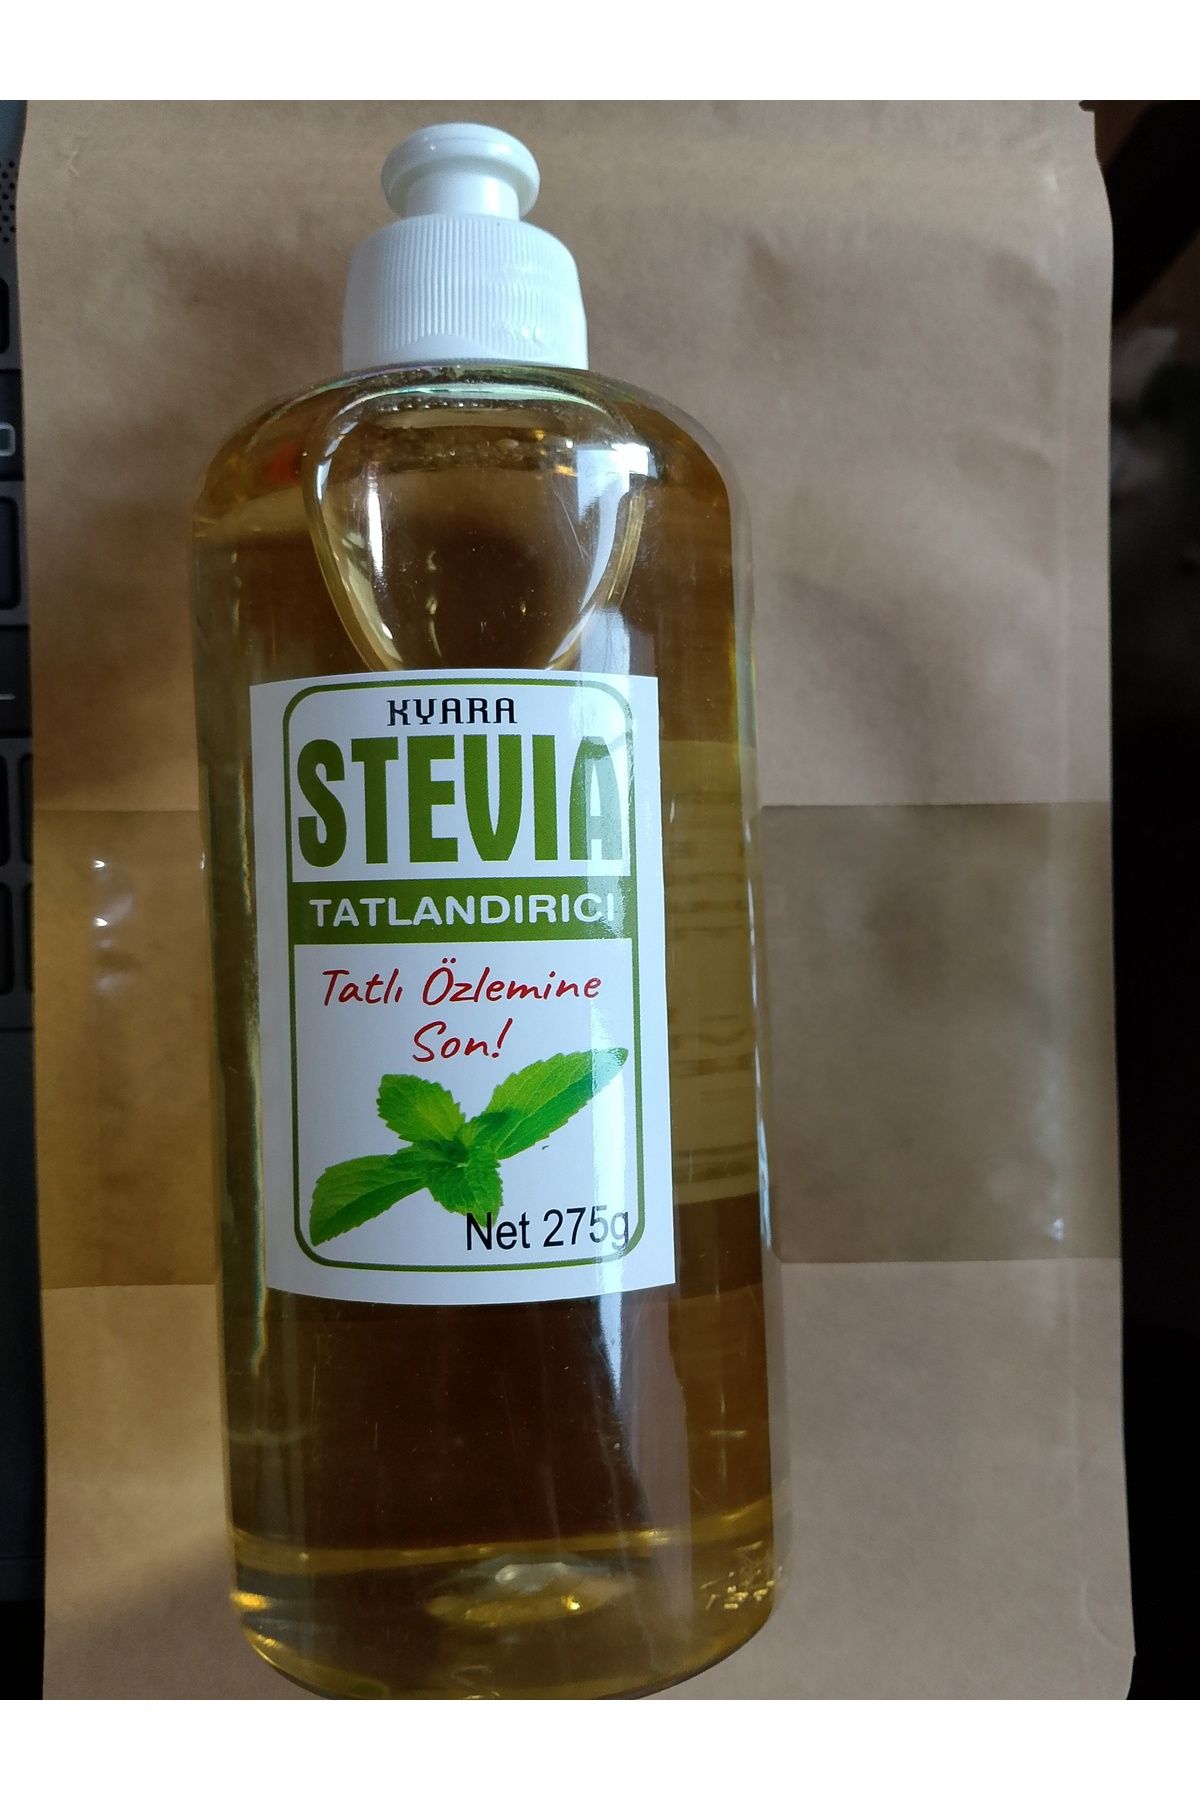 KYARA
STEVIA
TATLANDIRICI
Tatlı Özlemine
Son!
Net 275g